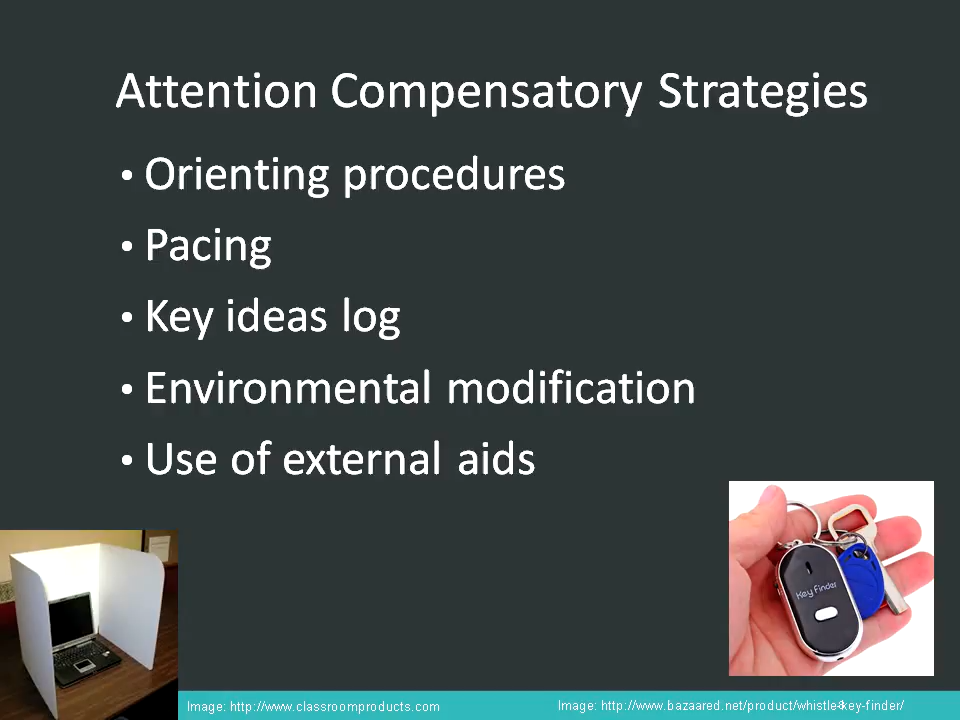 Attention Compensatory Strategies
• Orienting procedures
• Pacing
• Key ideas log
• Environmental modification
• Use of external aids
Key Finder
Image: http://www.classroomproducts.com
Image: http://www.bazaared.net/product/whistle-key-finder/